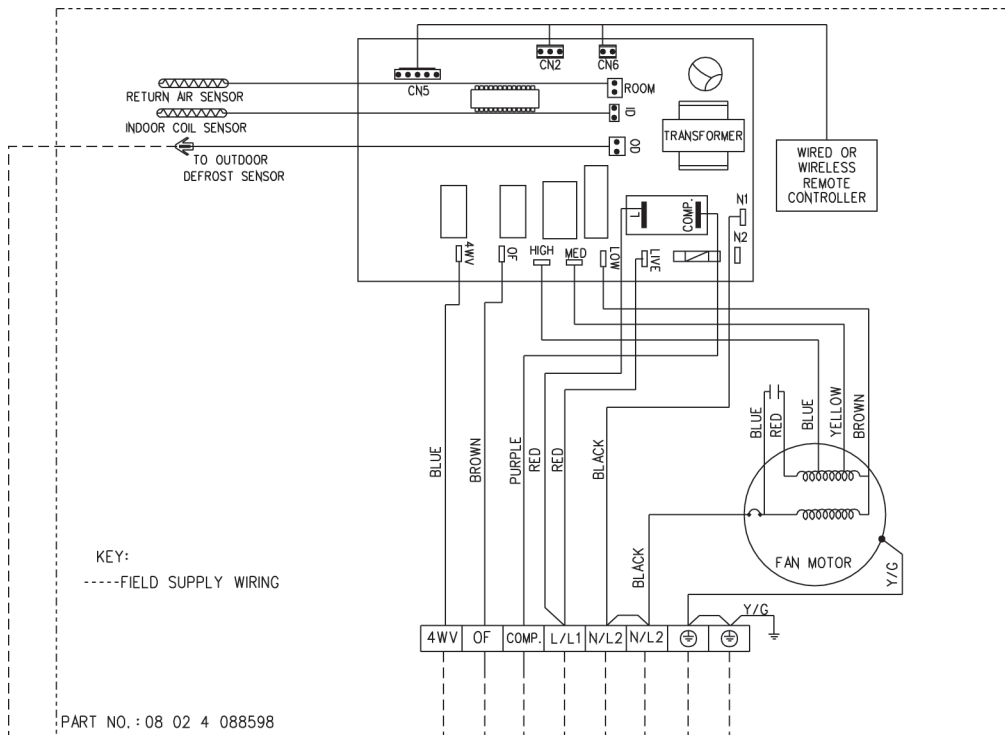 CN2
CN6
CN5
ROOM
RETURN AIR SENSOR
ID
INDOOR COIL SENSOR
TRANSFORMER
OD
TO OUTDOOR
DEFROST SENSOR
WIRED OR
WIRELESS
REMOTE
CONTROLLER
L
COMP.
N1
N2
4WV
OF
HIGH
MED
LOW
LIVE
BLUE
BROWN
PURPLE
RED
RED
BLACK
BLUE
RED
BLUE
YELLOW
BROWN
BLACK
FAN MOTOR
Y/G
KEY:
-----FIELD SUPPLY WIRING
Y/G
4WV
OF
COMP.
L/L1
N/L2
N/L2
PART NO.: 08 02 4 088598